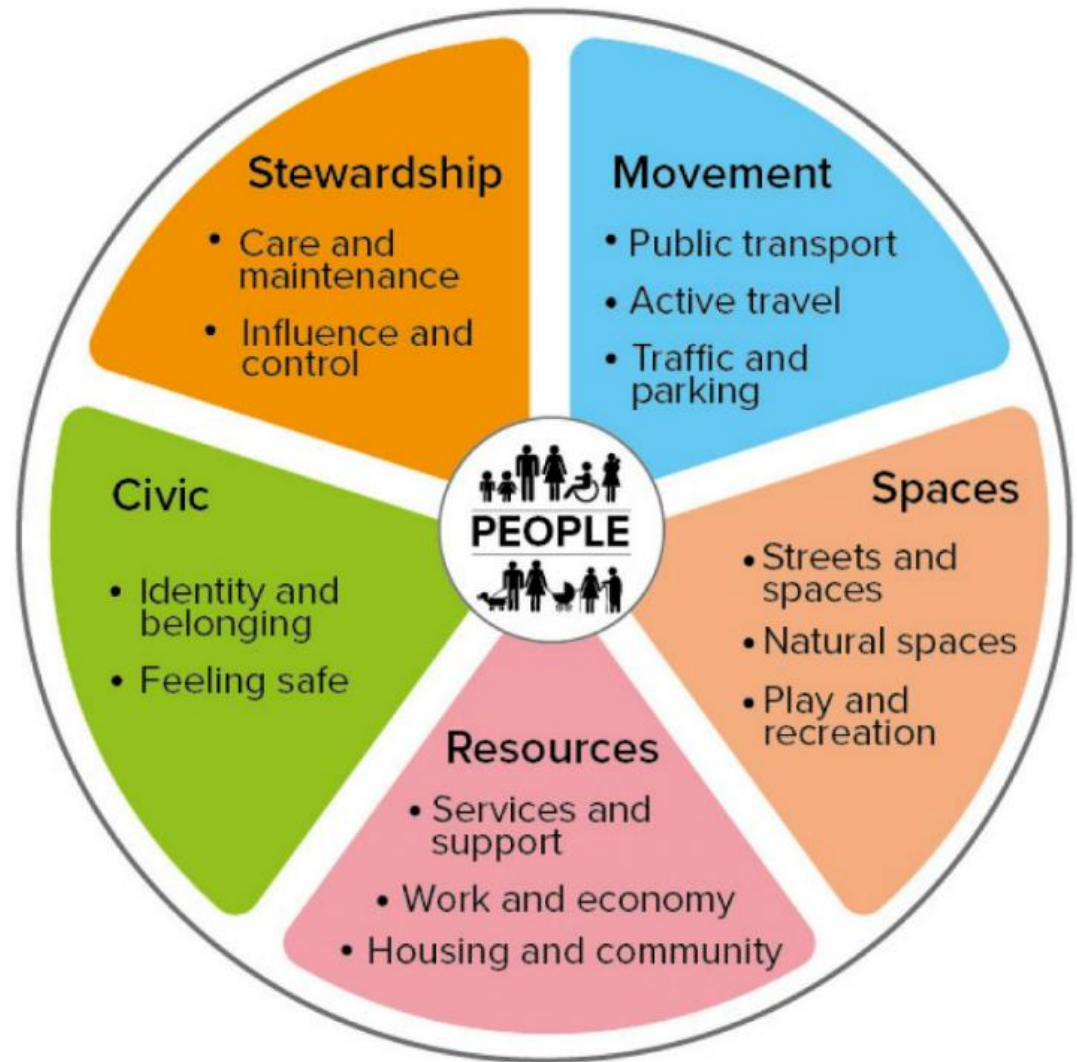 Stewardship
• Care and
maintenance
• Influence and
control
Movement
• Public transport
• Active travel
• Traffic and
parking
Spaces
• Streets and
spaces
• Natural spaces
• Play and
recreation
Resources
• Services and
support
• Work and economy
• Housing and community
Civic
• Identity and
belonging
• Feeling safe
PEOPLE